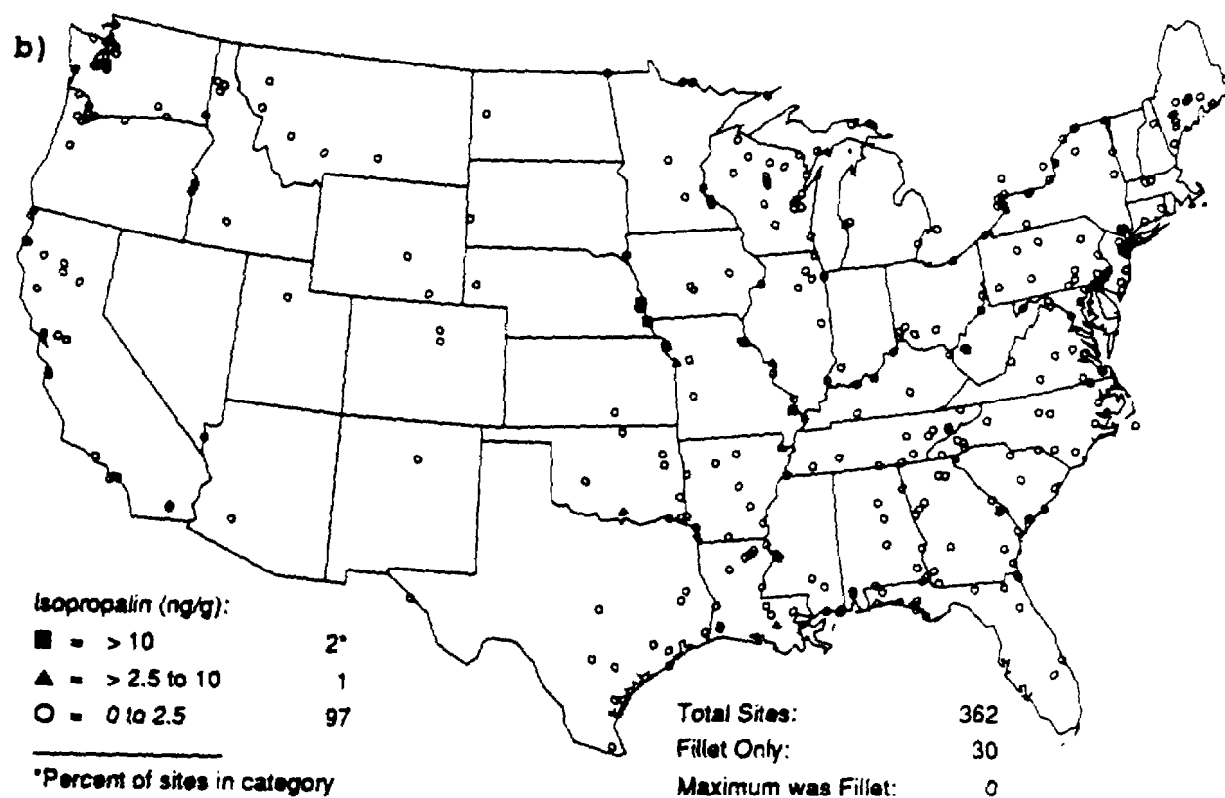 b)
Isopropalin (ng/g):
■ = > 10 2*
▲ = > 2.5 to 10 1
O = 0 to 2.5 97
*Percent of sites in category
Total Sites: 362
Fillet Only: 30
Maximum was Fillet: 0